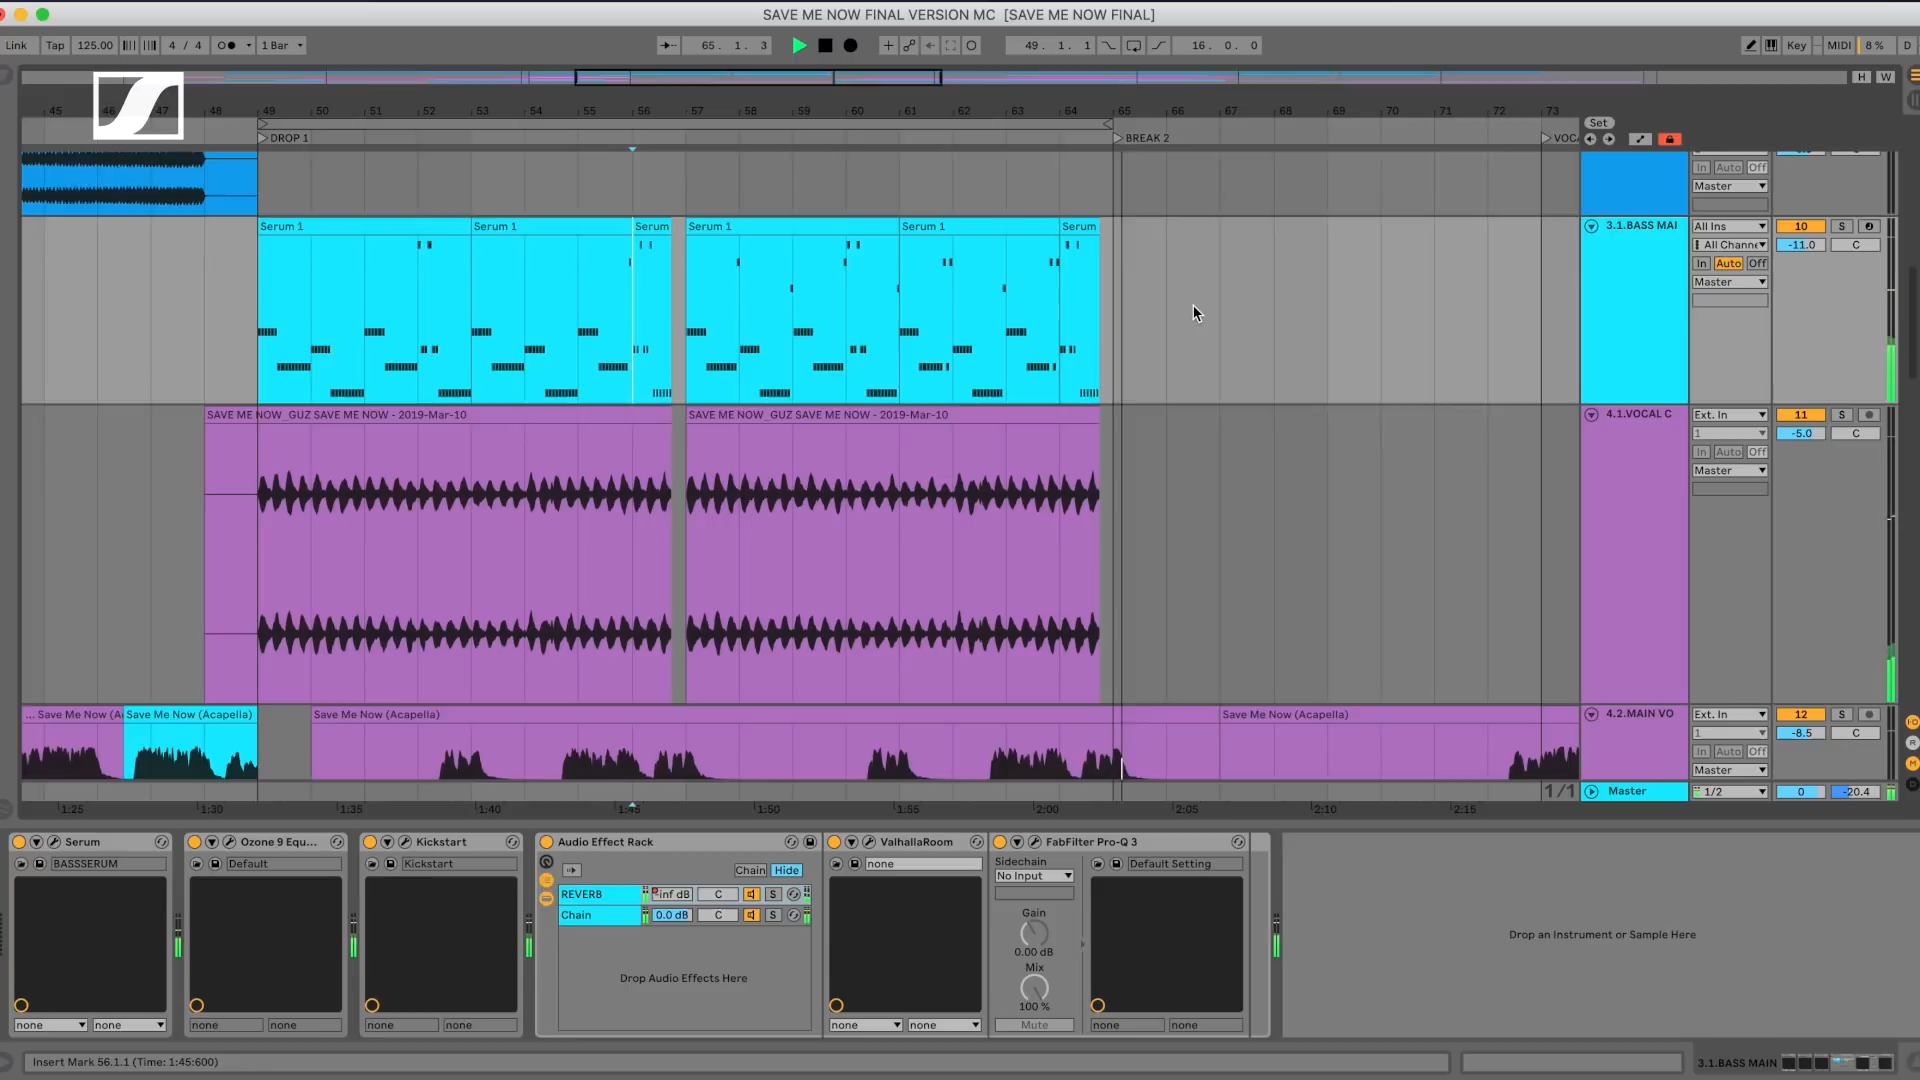 SAVE ME NOW FINAL VERSION MC [SAVE ME NOW FINAL]
Link Tap 125.00 4 / 4 1 Bar 65. 1. 3 49. 1. 1 16. 0. 0 Key MIDI 8 % D
H W
45 46 47 48 49 50 51 52 53 54 55 56 57 58 59 60 61 62 63 64 65 66 67 68 69 70 71 72 73
Set
DROP 1 BREAK 2
In Auto Off
Master
Serum 1 Serum 1 Serum Serum 1 Serum 1 Serum
3.1.BASS MAI All Ins 10 S
All Channe -11.0 C
In Auto Off
Master
SAVE ME NOW_GUZ SAVE ME NOW - 2019-Mar-10 SAVE ME NOW_GUZ SAVE ME NOW - 2019-Mar-10
4.1.VOCAL C Ext. In 11 S
1 -5.0 C
In Auto Off
Master
... Save Me Now (A Save Me Now (Acapella) Save Me Now (Acapella) Save Me Now (Acapella)
4.2.MAIN VO Ext. In 12 S
1 -8.5 C
In Auto Off
Master
1/1 Master 1/2 0 -20.4
1:25 1:30 1:35 1:40 1:45 1:50 1:55 2:00 2:05 2:10 2:15
Serum Ozone 9 Equ... Kickstart Audio Effect Rack ValhallaRoom FabFilter Pro-Q 3
BASSSERUM Default Kickstart none Sidechain Default Setting
Chain Hide No Input
REVERB -inf dB C S
Chain 0.0 dB C S
Gain
0.00 dB
Drop an Instrument or Sample Here
Mix
Drop Audio Effects Here
100 %
none none none none none none none none Mute none none
Insert Mark 56.1.1 (Time: 1:45:600) 3.1.BASS MAIN